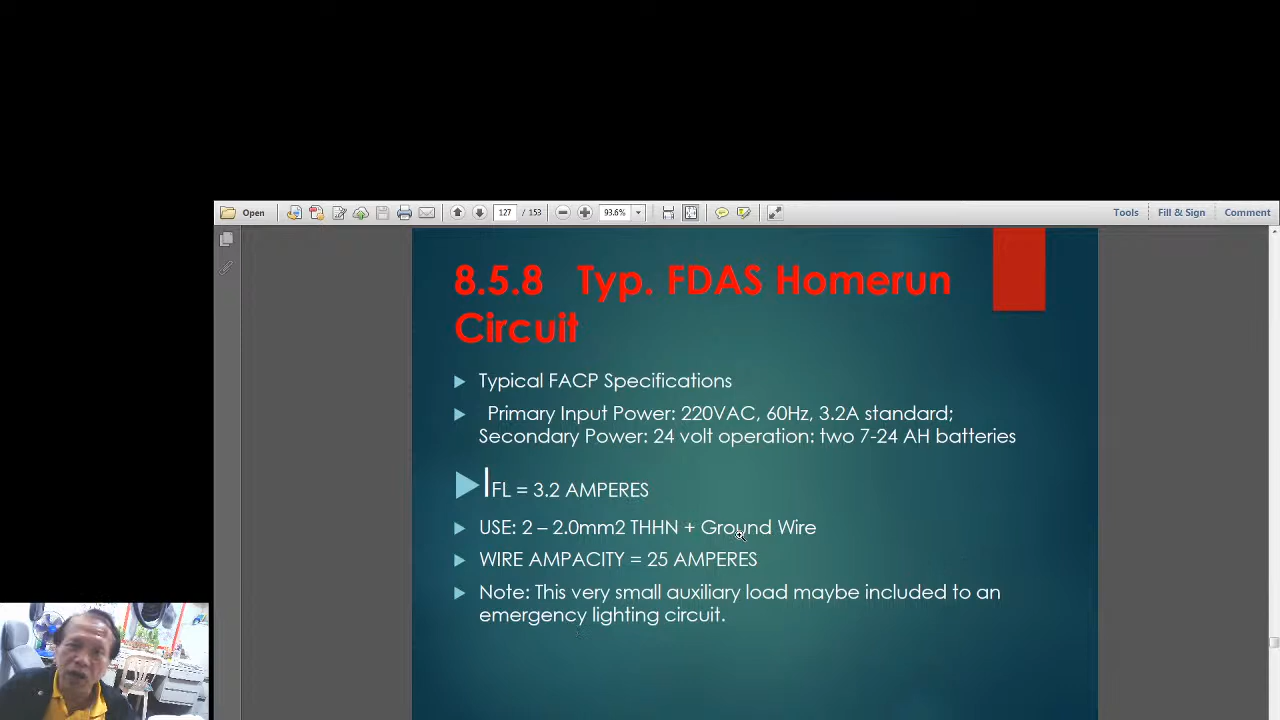 Open
127 / 153
93.6%
Tools
Fill & Sign
Comment
8.5.8 Typ. FDAS Homerun
Circuit
Typical FACP Specifications
Primary Input Power: 220VAC, 60Hz, 3.2A standard;
Secondary Power: 24 volt operation: two 7-24 AH batteries
IFL = 3.2 AMPERES
USE: 2 – 2.0mm2 THHN + Ground Wire
WIRE AMPACITY = 25 AMPERES
Note: This very small auxiliary load maybe included to an
emergency lighting circuit.